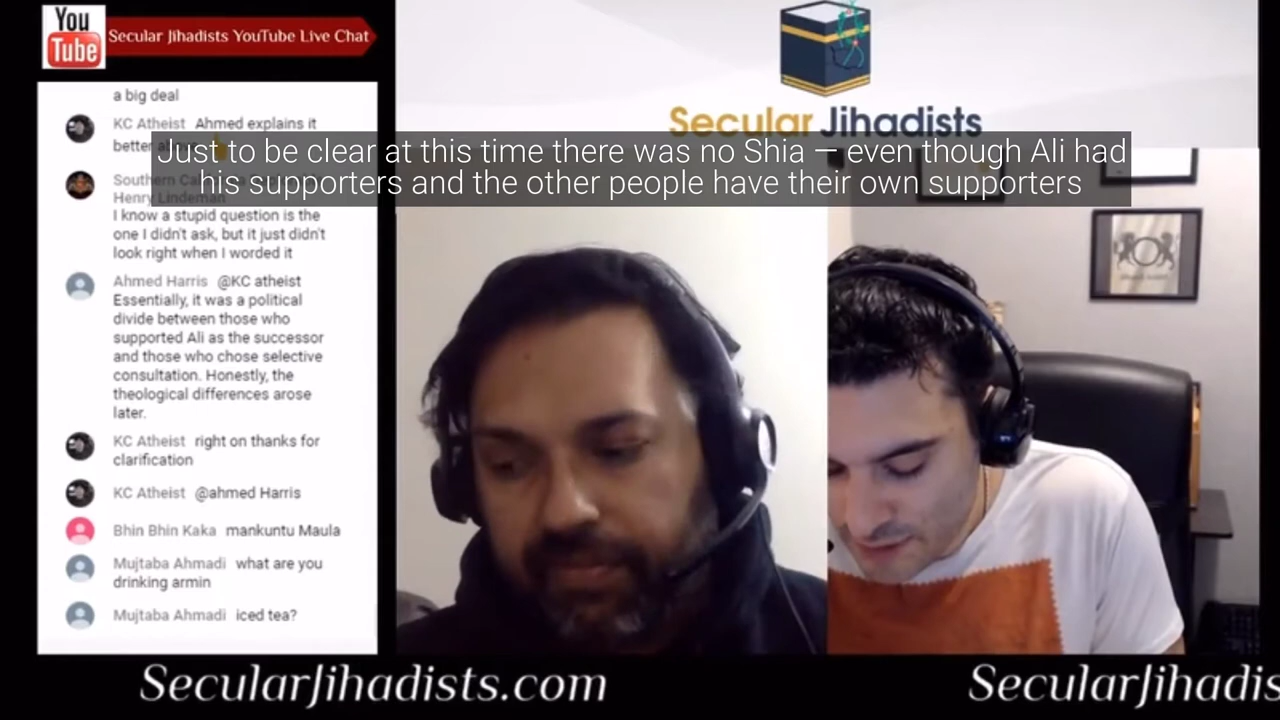 You
Tube
Secular Jihadists YouTube Live Chat
a big deal
KC Atheist Ahmed explains it
better
Southern
Henry Lindeman
I know a stupid question is the
one I didn't ask, but it just didn't
look right when I worded it
Ahmed Harris @KC atheist
Essentially, it was a political
divide between those who
supported Ali as the successor
and those who chose selective
consultation. Honestly, the
theological differences arose
later.
KC Atheist right on thanks for
clarification
KC Atheist @ahmed Harris
Bhin Bhin Kaka mankuntu Maula
Mujtaba Ahmadi what are you
drinking armin
Mujtaba Ahmadi iced tea?
Secular Jihadists
Just to be clear at this time there was no Shia — even though Ali had
his supporters and the other people have their own supporters
SecularJihadists.com
SecularJihadis